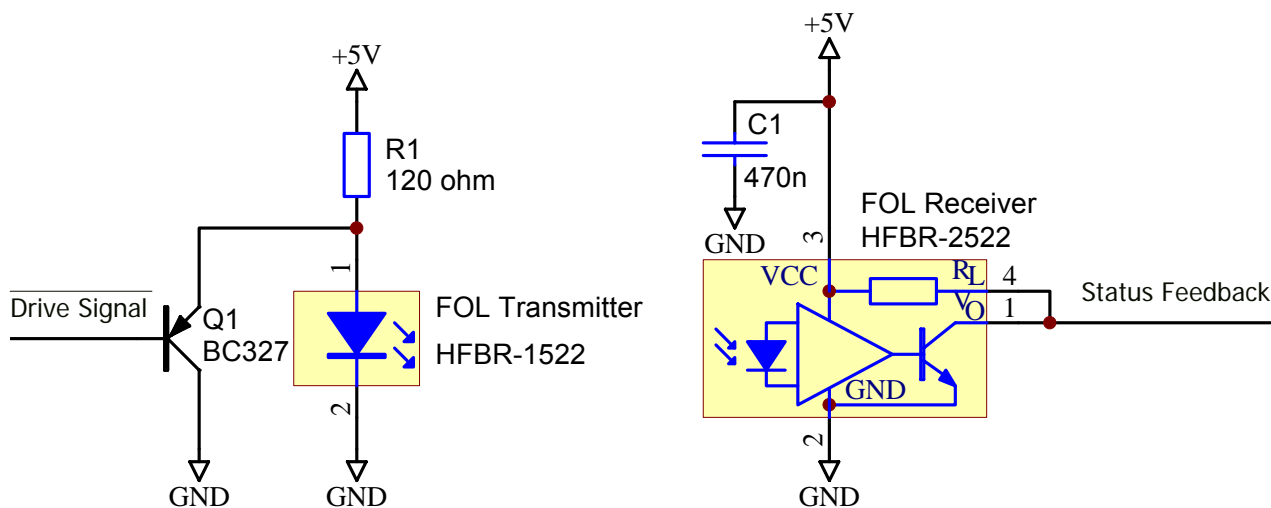 +5V
R1
120 ohm
1
Drive Signal
Q1
BC327
FOL Transmitter
HFBR-1522
2
GND
GND
+5V
C1
470n
GND
3
FOL Receiver
HFBR-2522
VCC
RL
4
VO
1
Status Feedback
GND
2
GND